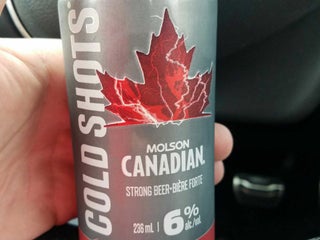 COLD SHOTS
MOLSON
CANADIAN
STRONG BEER-BIÈRE FORTE
236 ml 6% alc./vol.